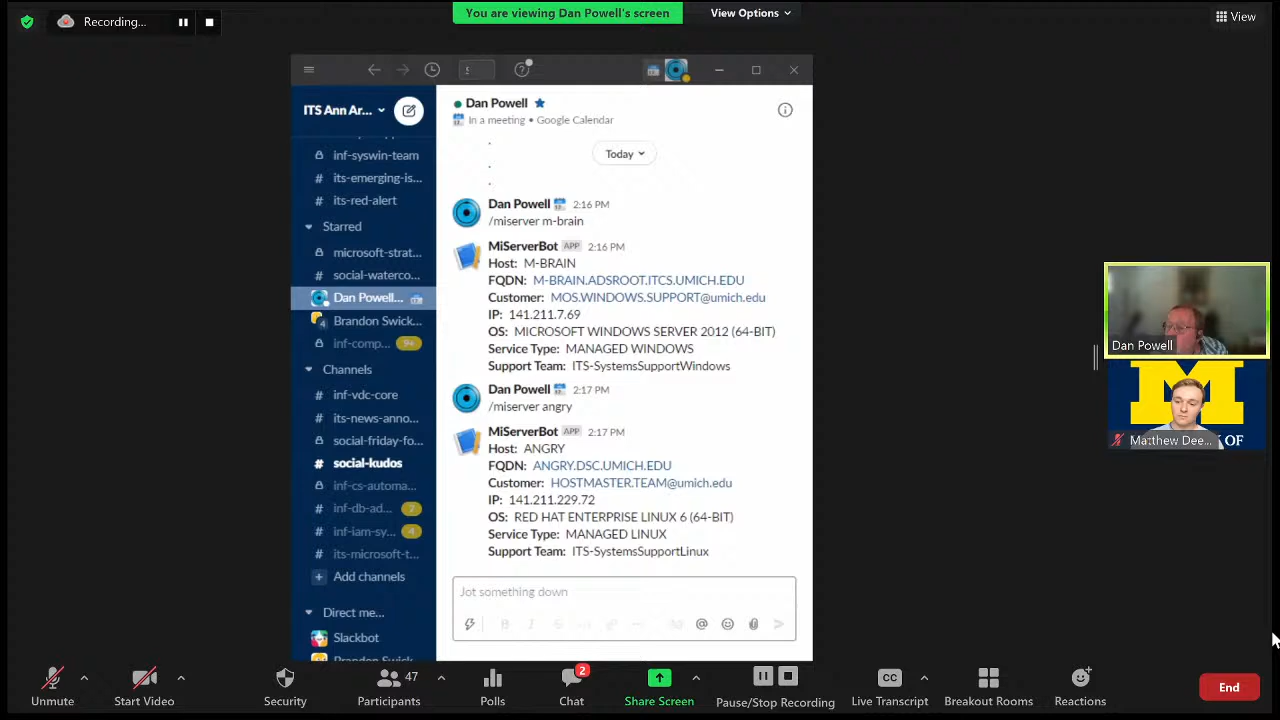 Recording...
You are viewing Dan Powell's screen
View Options
View
ITS Ann Ar...
inf-syswin-team
# its-emerging-is...
# its-red-alert
Starred
microsoft-strat...
# social-waterco...
Dan Powell...
4 Brandon Swick...
inf-comp... 9+
Channels
# inf-vdc-core
# its-news-anno...
social-friday-fo...
# social-kudos
inf-cs-automa...
# inf-db-ad... 7
# inf-iam-sy... 4
# its-microsoft-t...
+ Add channels
Direct me...
Slackbot
Brandon Swick
Dan Powell
In a meeting • Google Calendar
Today
Dan Powell 2:16 PM
/miserver m-brain
MiServerBot APP 2:16 PM
Host: M-BRAIN
FQDN: M-BRAIN.ADSROOT.ITCS.UMICH.EDU
Customer: MOS.WINDOWS.SUPPORT@umich.edu
IP: 141.211.7.69
OS: MICROSOFT WINDOWS SERVER 2012 (64-BIT)
Service Type: MANAGED WINDOWS
Support Team: ITS-SystemsSupportWindows
Dan Powell 2:17 PM
/miserver angry
MiServerBot APP 2:17 PM
Host: ANGRY
FQDN: ANGRY.DSC.UMICH.EDU
Customer: HOSTMASTER.TEAM@umich.edu
IP: 141.211.229.72
OS: RED HAT ENTERPRISE LINUX 6 (64-BIT)
Service Type: MANAGED LINUX
Support Team: ITS-SystemsSupportLinux
Jot something down
Dan Powell
M
Matthew Dee... OF
Unmute
Start Video
Security
Participants 47
Polls
Chat 2
Share Screen
Pause/Stop Recording
CC Live Transcript
Breakout Rooms
Reactions
End